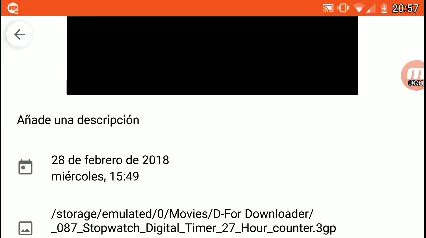 20:57
Añade una descripción
28 de febrero de 2018
miércoles, 15:49
/storage/emulated/0/Movies/D-For Downloader/
_087_Stopwatch_Digital_Timer_27_Hour_counter.3gp